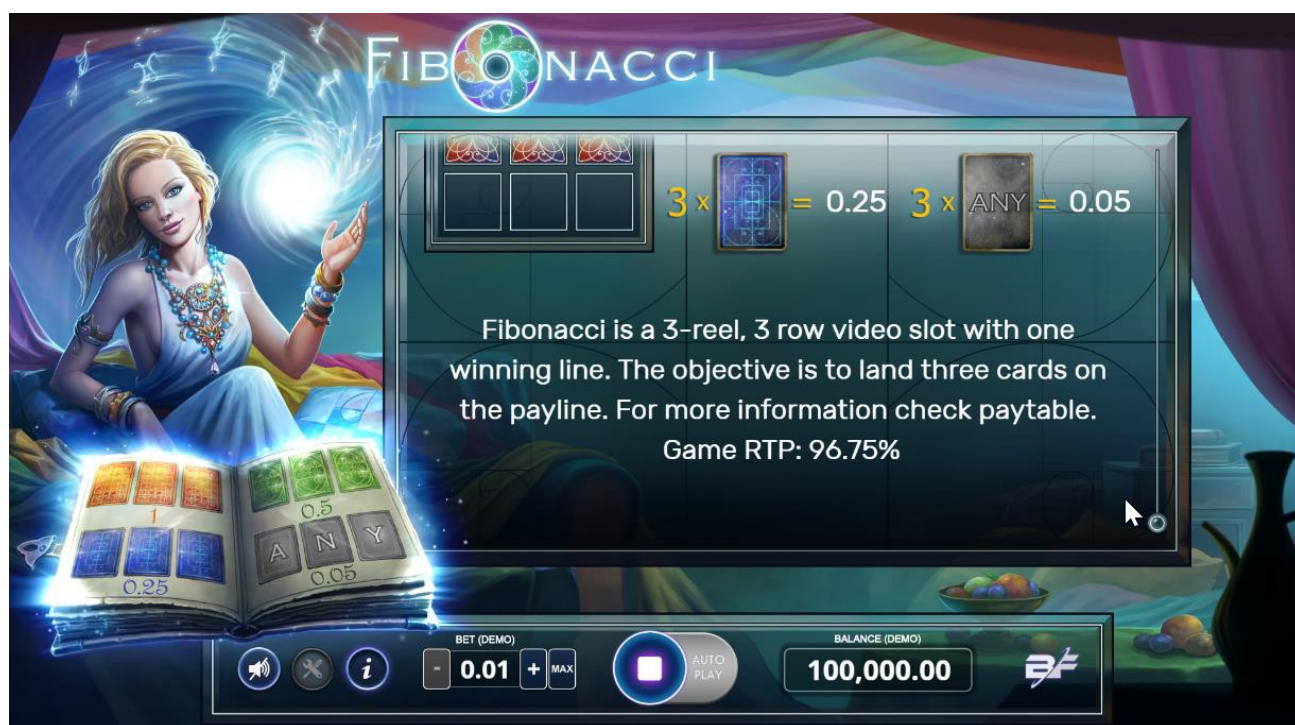 FIBONACCI
3 x = 0.25 3 x ANY = 0.05
Fibonacci is a 3-reel, 3 row video slot with one
winning line. The objective is to land three cards on
the payline. For more information check paytable.
Game RTP: 96.75%
1
0.5
0.25
A N Y
0.05
i
BET (DEMO)
- 0.01 + MAX
AUTO
PLAY
BALANCE (DEMO)
100,000.00
BF